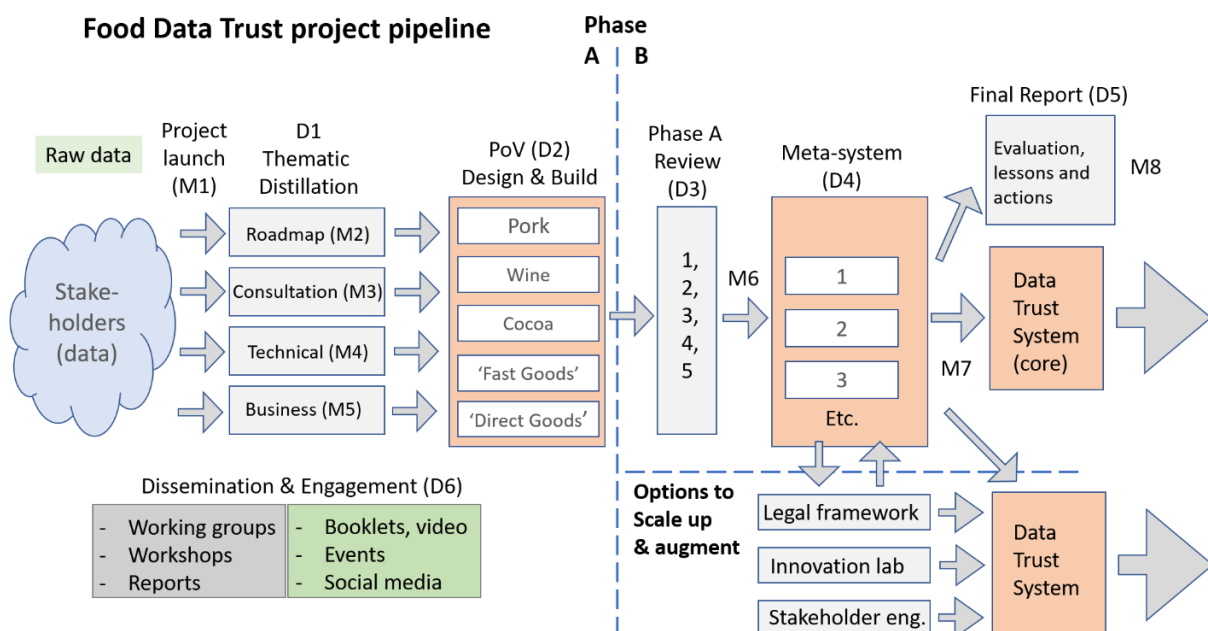 Food Data Trust project pipeline
Phase
A B
Raw data
Project
launch
(M1)
D1
Thematic
Distillation
PoV (D2)
Design & Build
Phase A
Review
(D3)
Meta-system
(D4)
Final Report (D5)
Stake-
holders
(data)
Roadmap (M2)
Consultation (M3)
Technical (M4)
Business (M5)
Pork
Wine
Cocoa
‘Fast Goods’
‘Direct Goods’
1,
2,
3,
4,
5
M6
1
2
3
Etc.
Evaluation,
lessons and
actions
M8
Data
Trust
System
(core)
M7
Dissemination & Engagement (D6)
- Working groups
- Workshops
- Reports
- Booklets, video
- Events
- Social media
Options to
Scale up
& augment
Legal framework
Innovation lab
Stakeholder eng.
Data
Trust
System